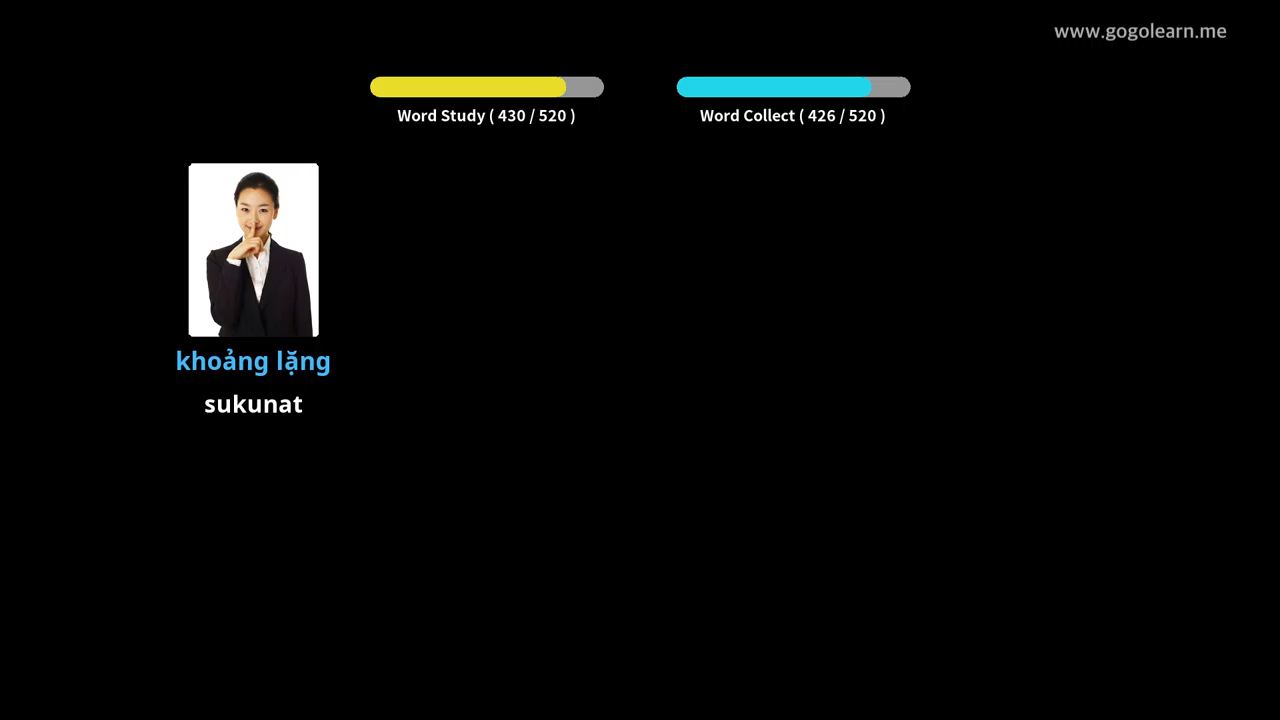 www.gogolearn.me
Word Study ( 430 / 520 )
Word Collect ( 426 / 520 )
khoảng lặng
sukunat